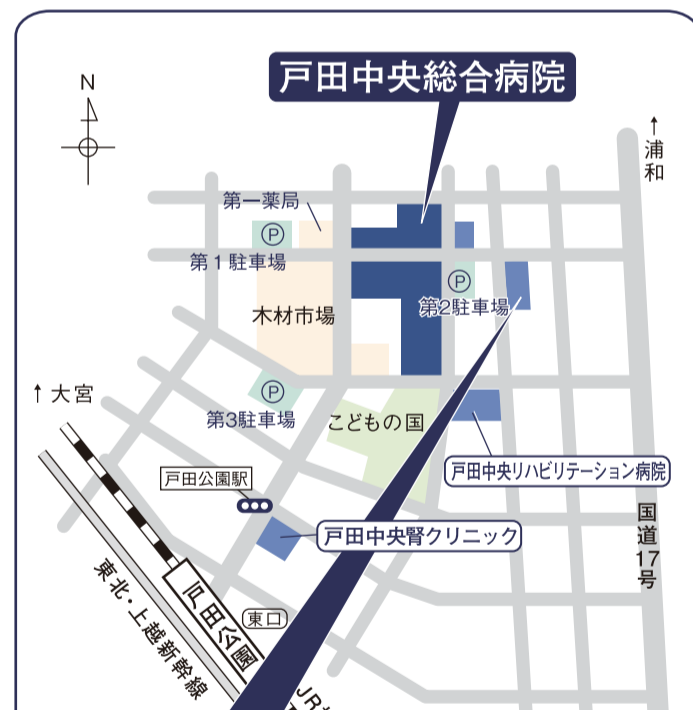 戸田中央総合病院
N
↑浦和
第一薬局
P
第1駐車場
P
第2駐車場
木材市場
↑大宮
P
第3駐車場
こどもの国
戸田中央リハビリテーション病院
戸田公園駅
国道17号
戸田中央腎クリニック
東口
戸田公園
東北・上越新幹線
JR